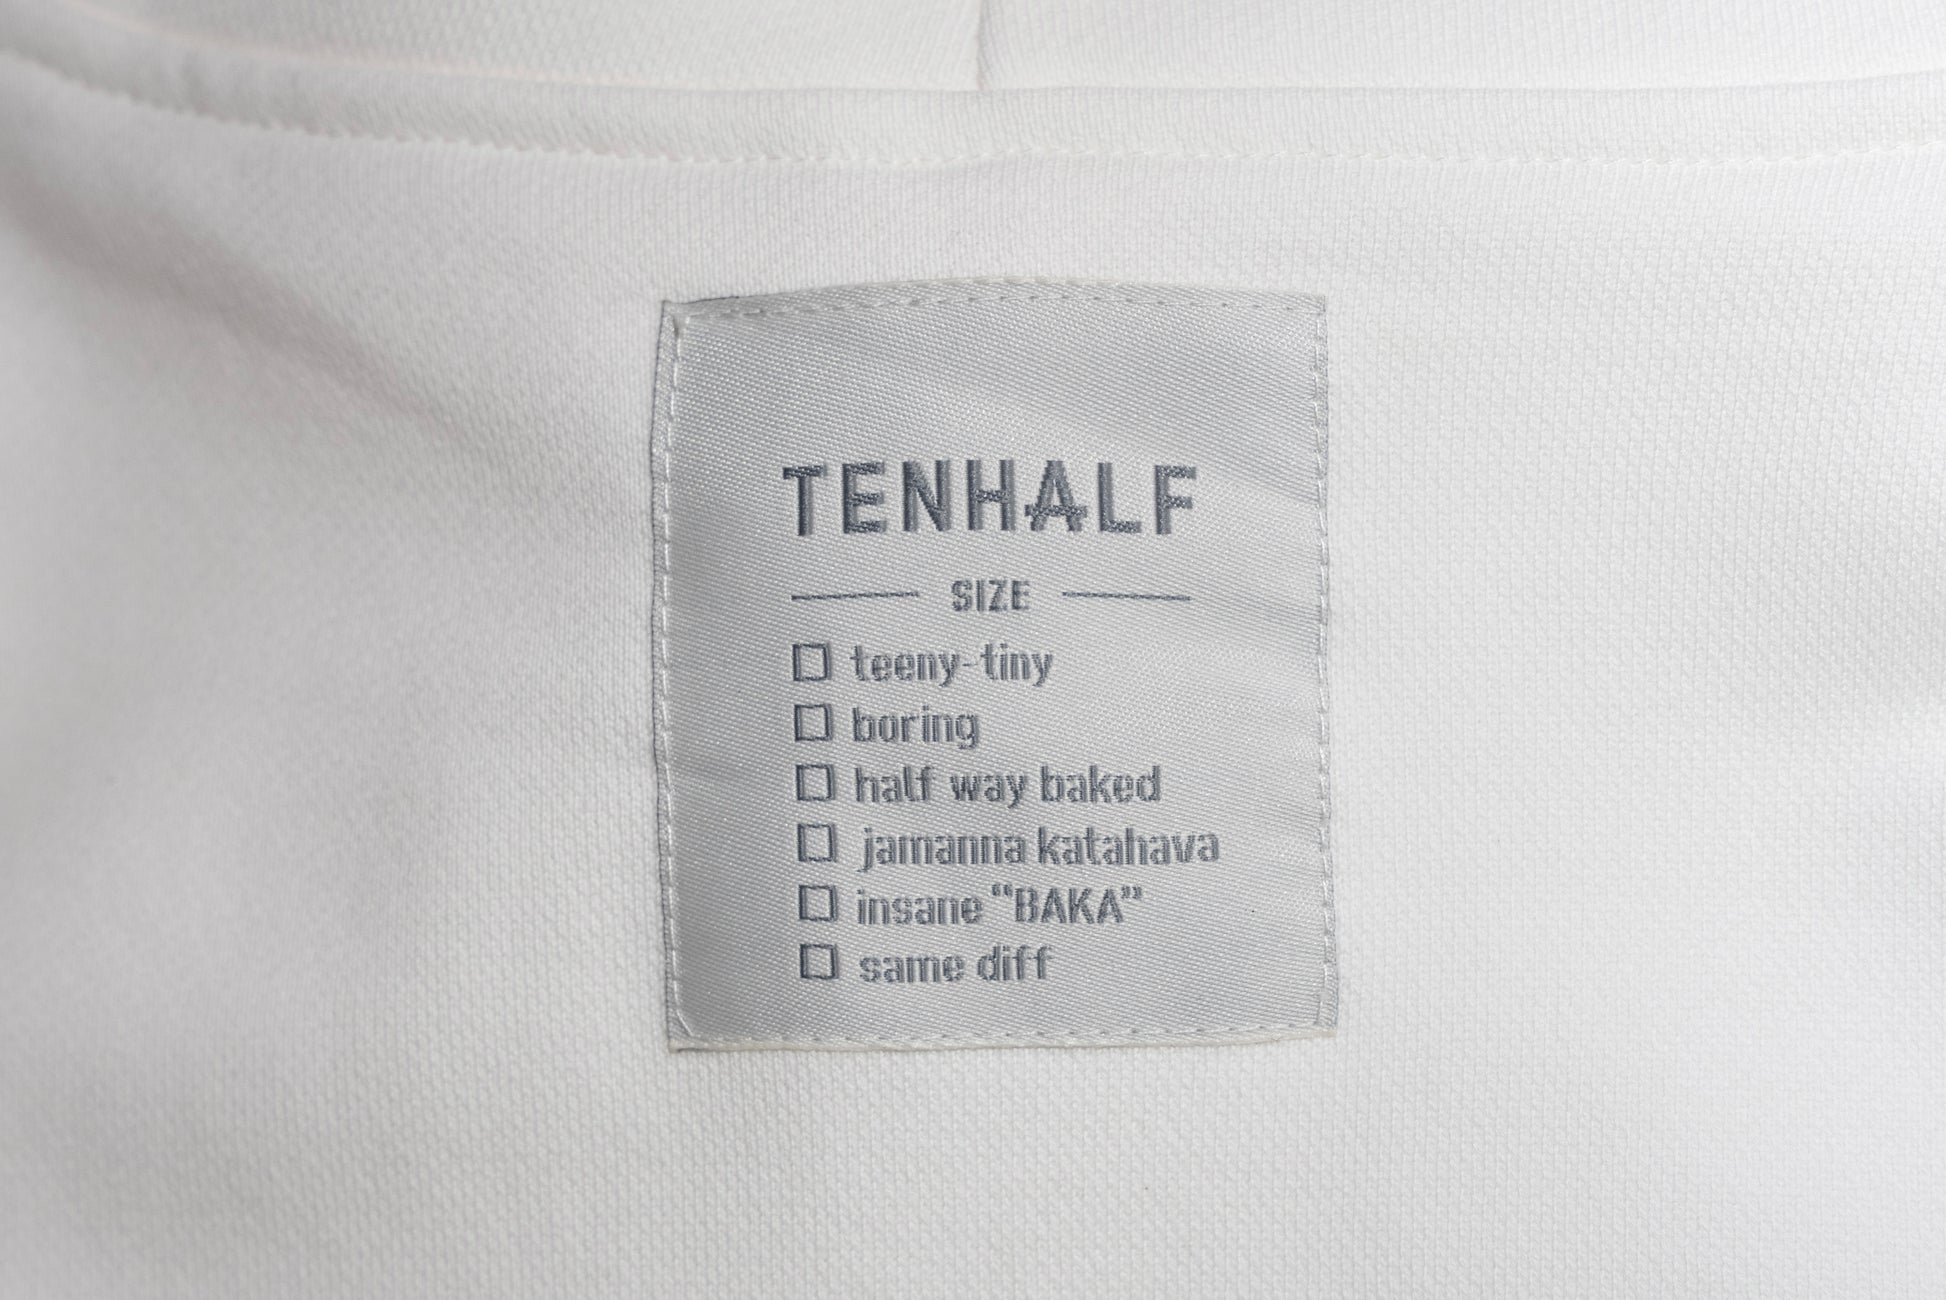 TENHALF
SIZE
teeny-tiny
boring
half way baked
jamanna katahava
insane "BAKA"
same diff